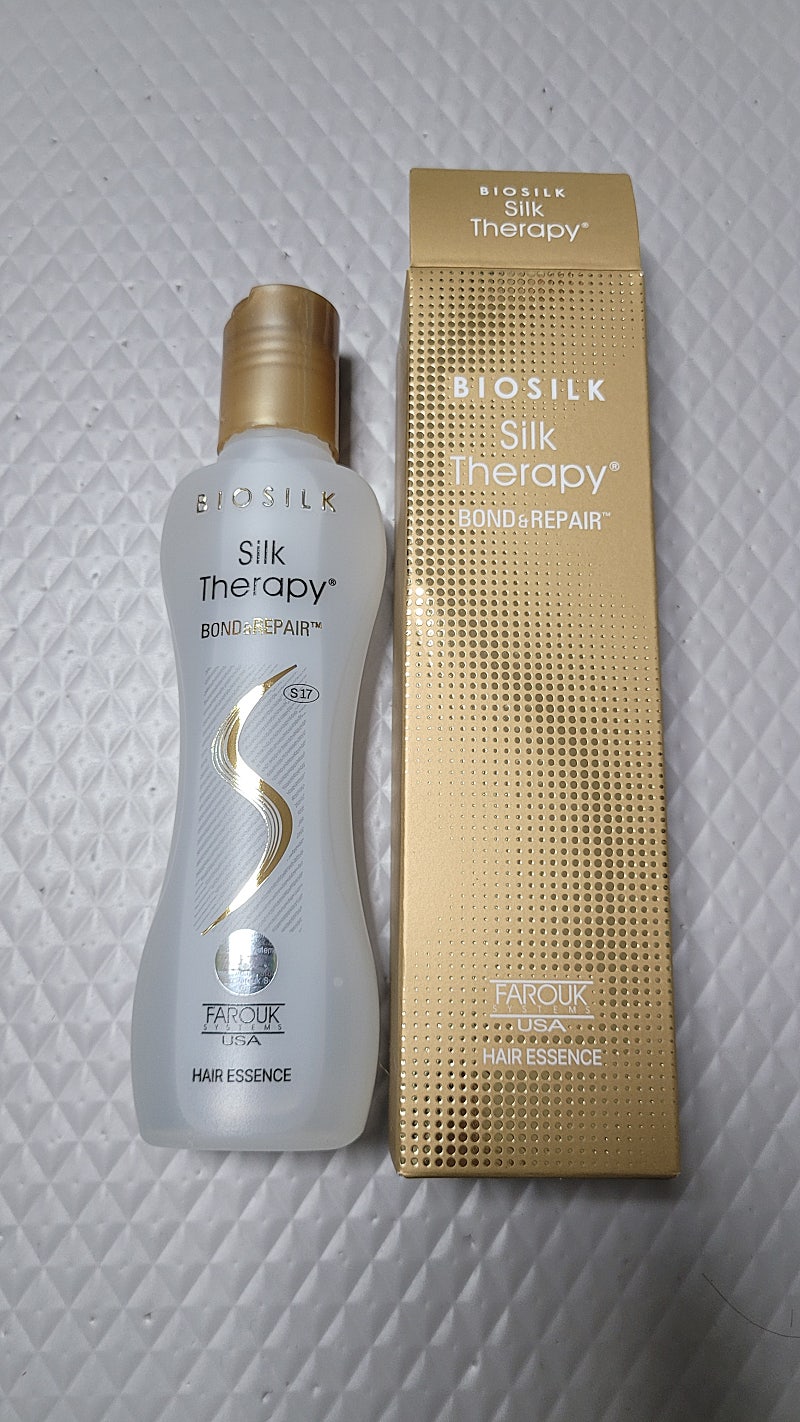 BIOSILK
Silk
Therapy®
BIOSILK
Silk
Therapy®
BOND&REPAIR™
FAROUK
SYSTEMS
USA
HAIR ESSENCE
BIOSILK
Silk
Therapy®
BOND&REPAIR™
S17
FAROUK
SYSTEMS
USA
HAIR ESSENCE